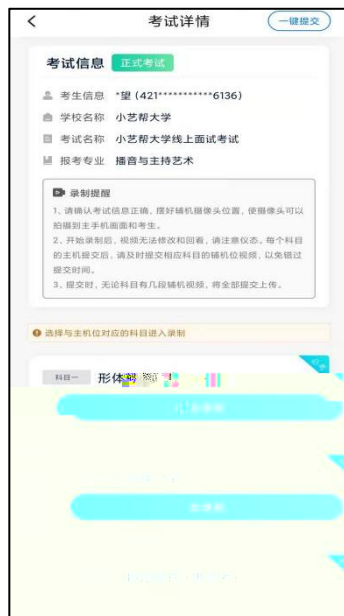 考试详情
一键提交
考试信息 正式考试
考生信息 *望 (421***********6136)
学校名称 小艺帮大学
考试名称 小艺帮大学线上面试考试
报考专业 播音与主持艺术
录制提醒
1、请确认考试信息正确，摆好辅机摄像头位置，使摄像头可以
拍摄到主手机画面和考生。
2、开始录制后，视频无法修改和回看，请注意仪态。每个科目
的主机提交后，请及时提交相应科目的辅机位视频，以免错过
提交时间。
3、提交时，无论科目有几段辅机视频，将全部提交上传。
选择与主机位对应的科目进入录制
科目一 形体